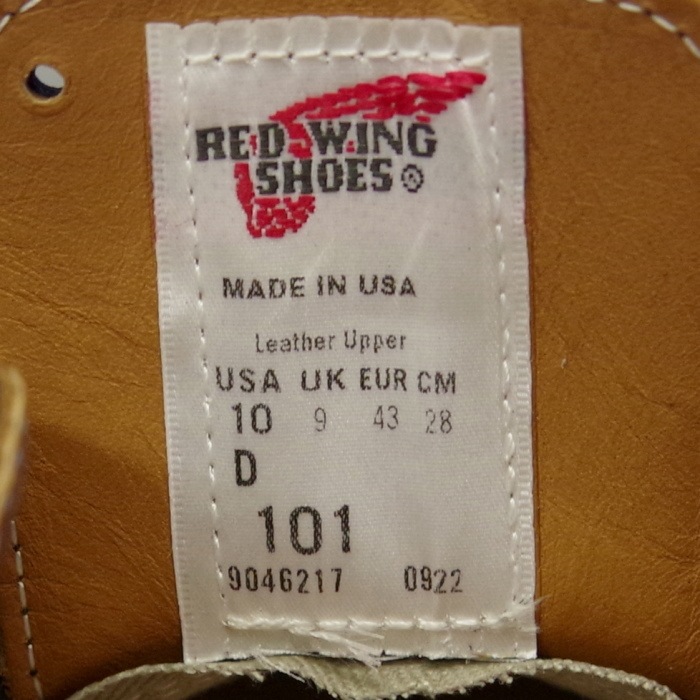 RED WING
SHOES®
MADE IN USA
Leather Upper
USA UK EUR CM
10 9 43 28
D
101
9046217 0922